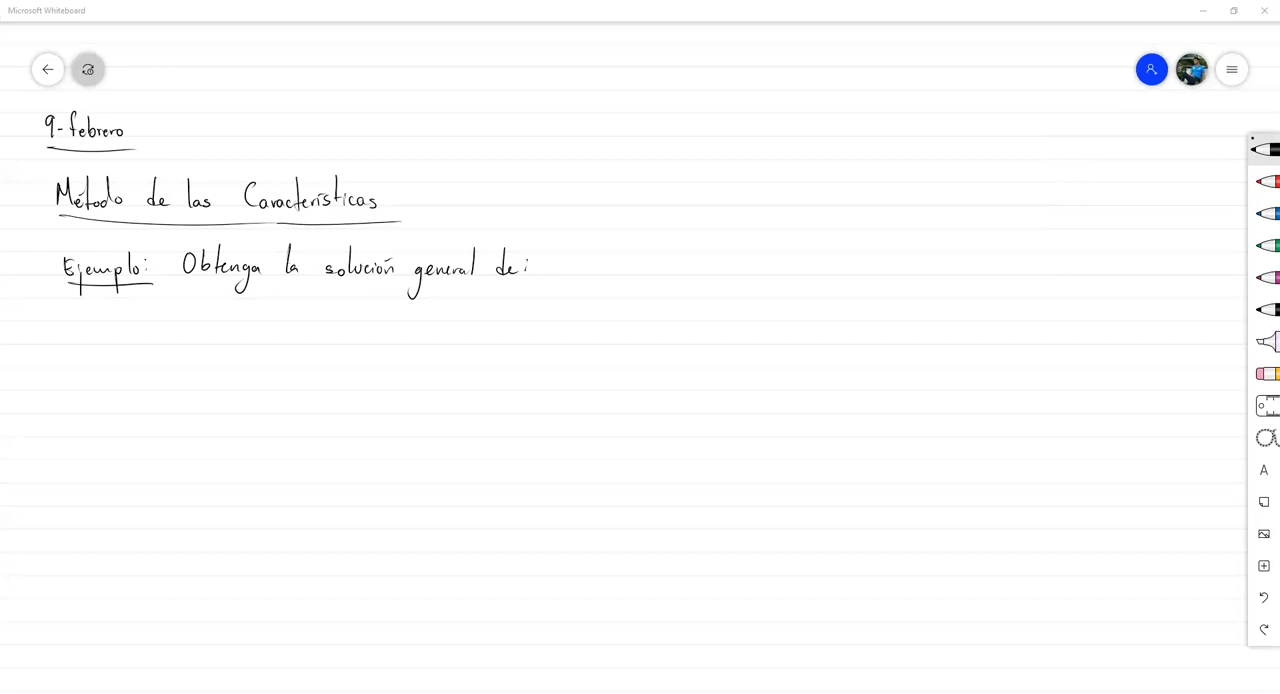 Microsoft Whiteboard
9-febrero
Método de las Características
Ejemplo: Obtenga la solución general de:
A